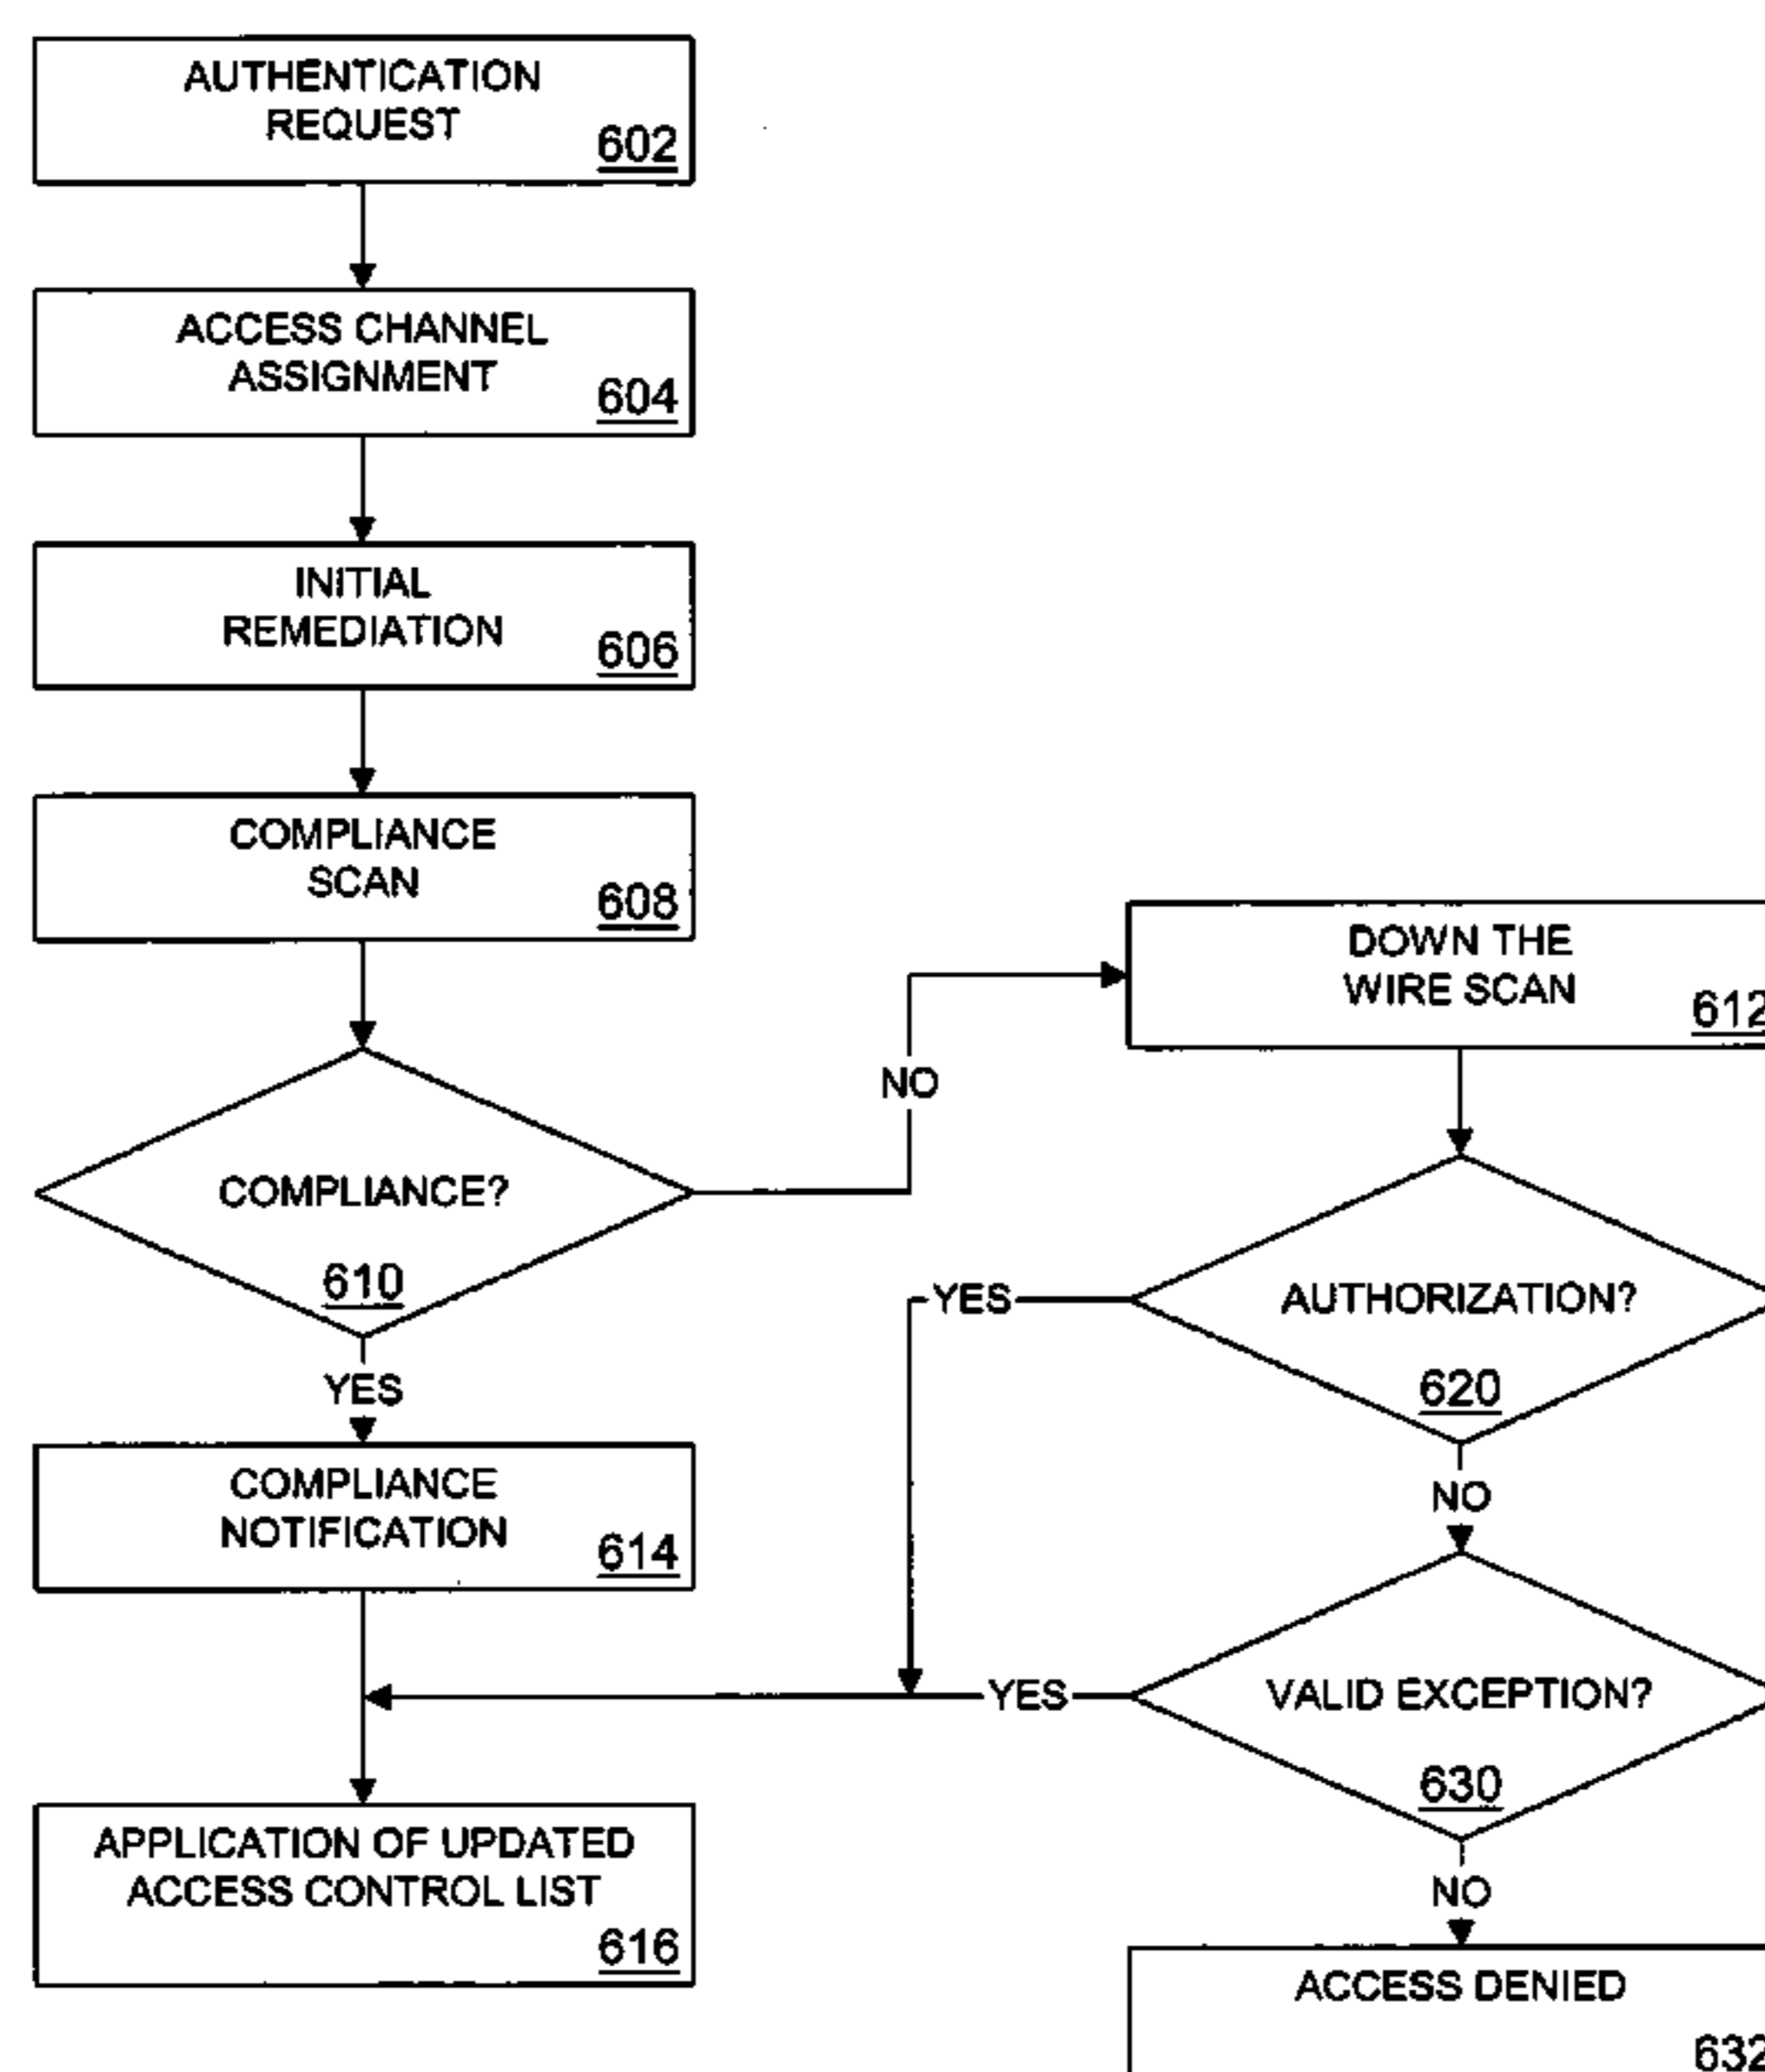 AUTHENTICATION
REQUEST
602
ACCESS CHANNEL
ASSIGNMENT
604
INITIAL
REMEDIATION
606
COMPLIANCE
SCAN
608
COMPLIANCE?
610
YES
NO
COMPLIANCE
NOTIFICATION
614
APPLICATION OF UPDATED
ACCESS CONTROL LIST
616
DOWN THE
WIRE SCAN
612
AUTHORIZATION?
620
YES
NO
VALID EXCEPTION?
630
YES
NO
ACCESS DENIED
632